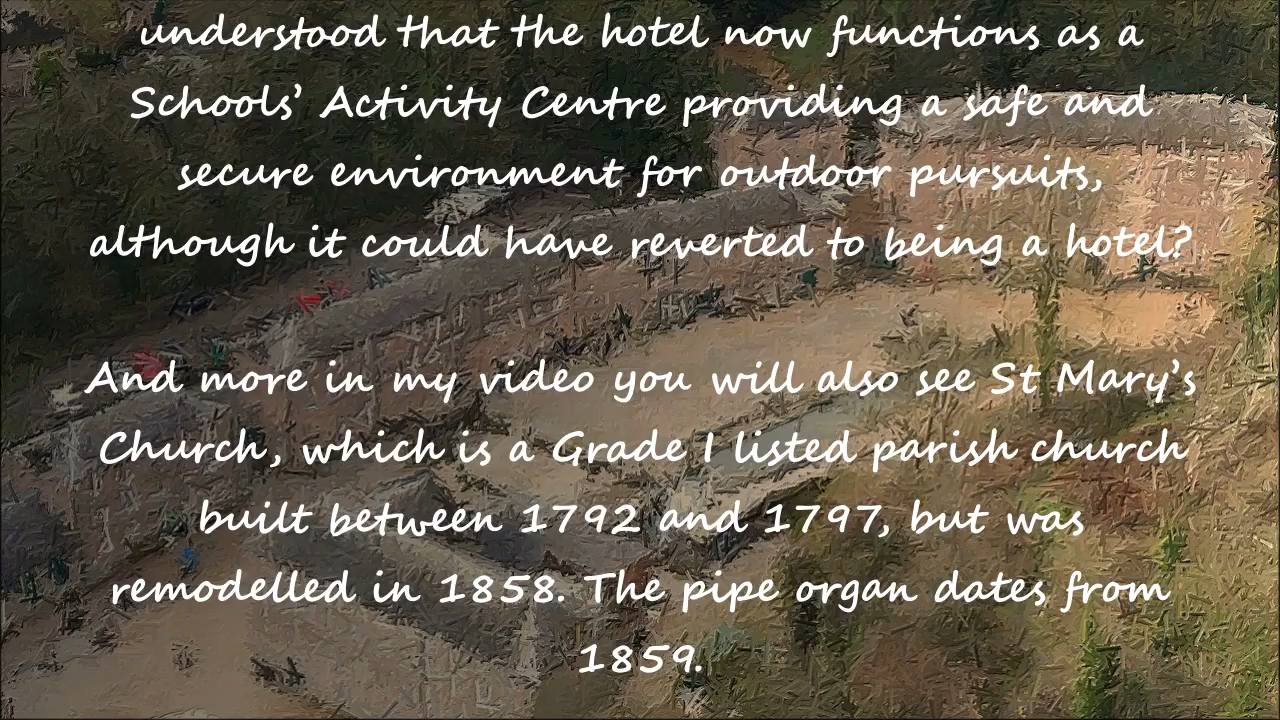 understood that the hotel now functions as a
Schools’ Activity Centre providing a safe and
secure environment for outdoor pursuits,
although it could have reverted to being a hotel?
And more in my video you will also see St Mary’s
Church, which is a Grade I listed parish church
built between 1792 and 1797, but was
remodelled in 1858. The pipe organ dates from
1859.